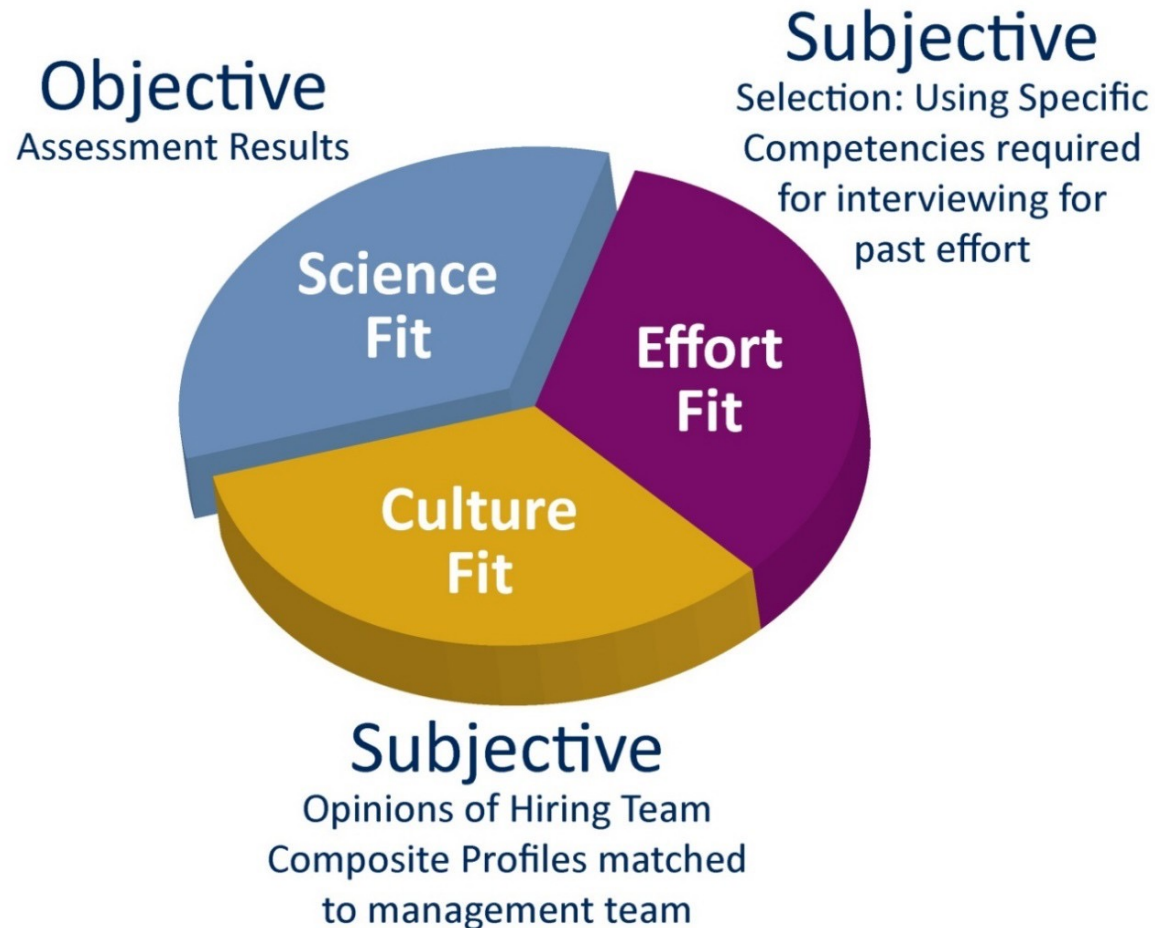 Objective
Assessment Results
Subjective
Selection: Using Specific
Competencies required
for interviewing for
past effort
Science
Fit
Effort
Fit
Culture
Fit
Subjective
Opinions of Hiring Team
Composite Profiles matched
to management team